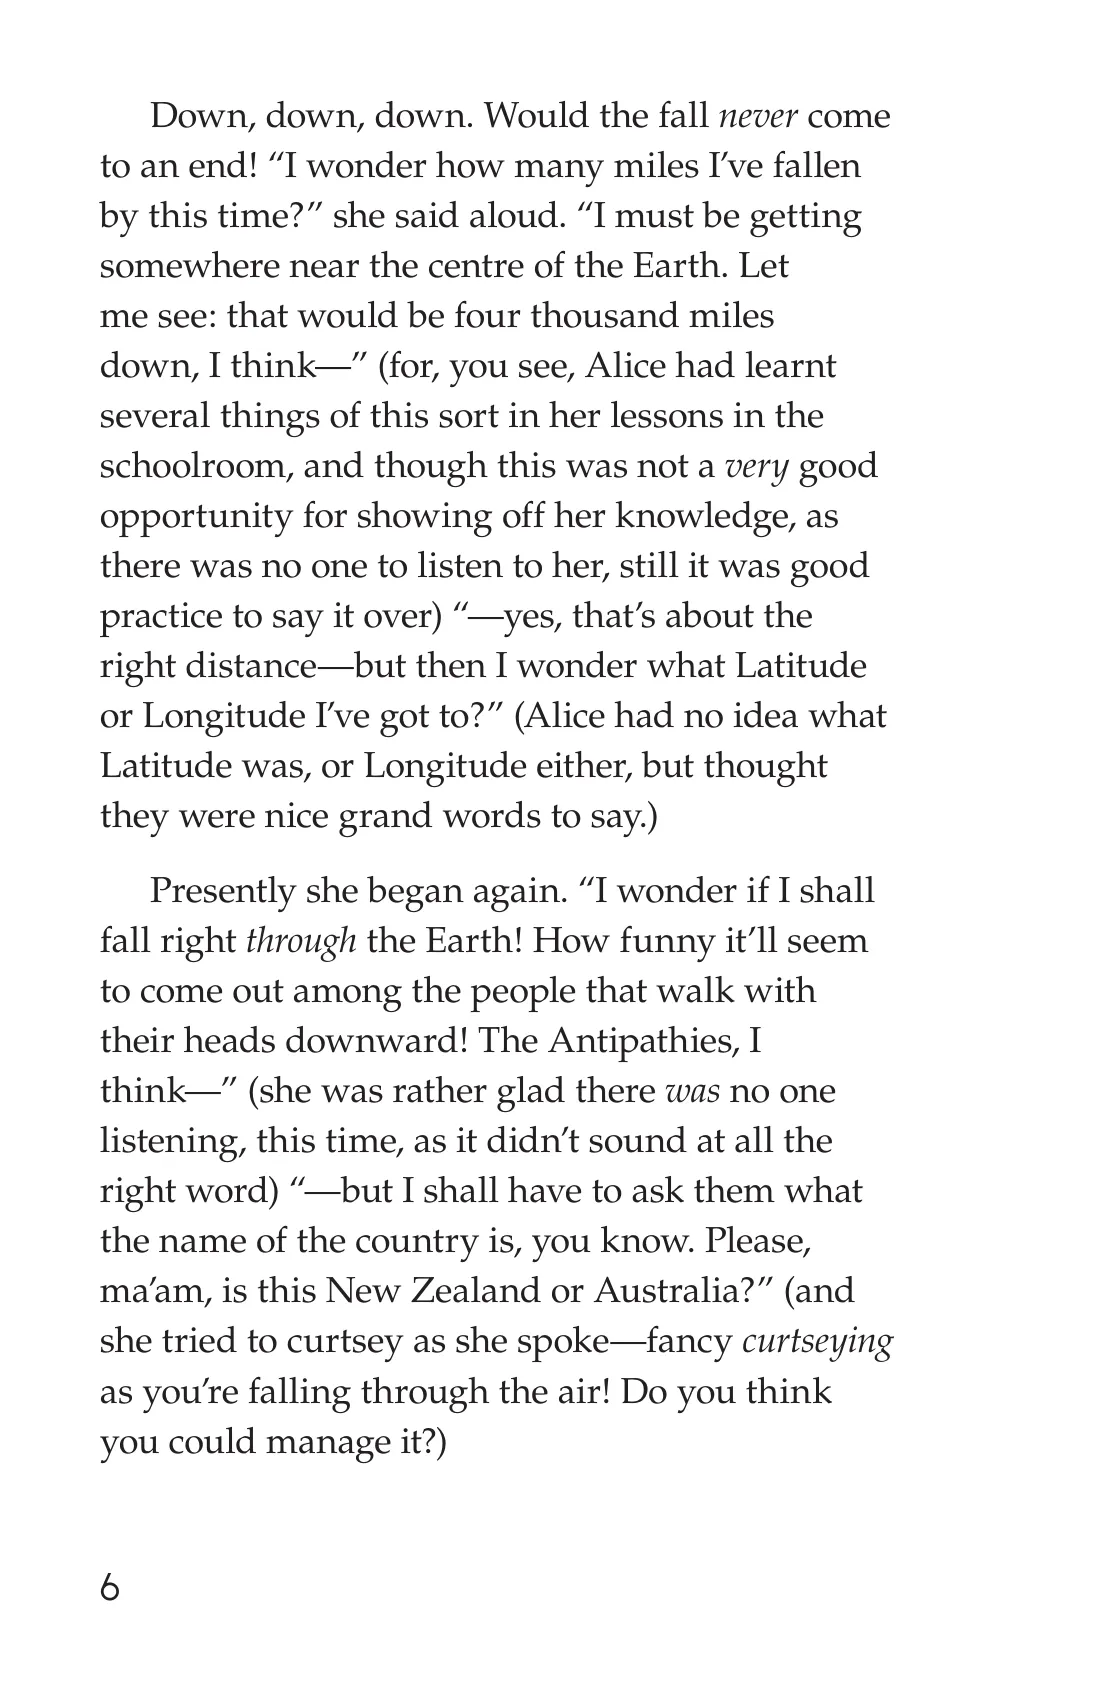 Down, down, down. Would the fall never come
to an end! “I wonder how many miles I’ve fallen
by this time?” she said aloud. “I must be getting
somewhere near the centre of the Earth. Let
me see: that would be four thousand miles
down, I think—” (for, you see, Alice had learnt
several things of this sort in her lessons in the
schoolroom, and though this was not a very good
opportunity for showing off her knowledge, as
there was no one to listen to her, still it was good
practice to say it over) “—yes, that’s about the
right distance—but then I wonder what Latitude
or Longitude I’ve got to?” (Alice had no idea what
Latitude was, or Longitude either, but thought
they were nice grand words to say.)
Presently she began again. “I wonder if I shall
fall right through the Earth! How funny it’ll seem
to come out among the people that walk with
their heads downward! The Antipathies, I
think—” (she was rather glad there was no one
listening, this time, as it didn’t sound at all the
right word) “—but I shall have to ask them what
the name of the country is, you know. Please,
ma’am, is this New Zealand or Australia?” (and
she tried to curtsey as she spoke—fancy curtseying
as you’re falling through the air! Do you think
you could manage it?)
6